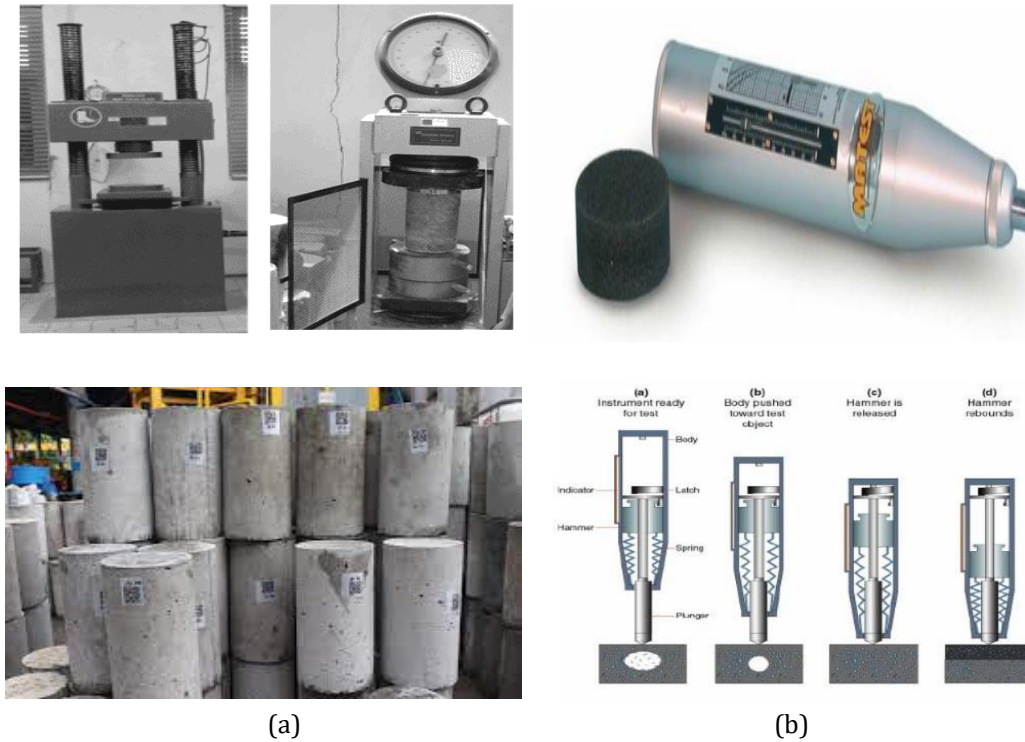 MATEST
(a)
Instrument ready
for test
(b)
Body pushed
toward test
object
(c)
Hammer is
released
(d)
Hammer
rebounds
Body
Indicator
Latch
Hammer
Spring
Plunger
(a)
(b)